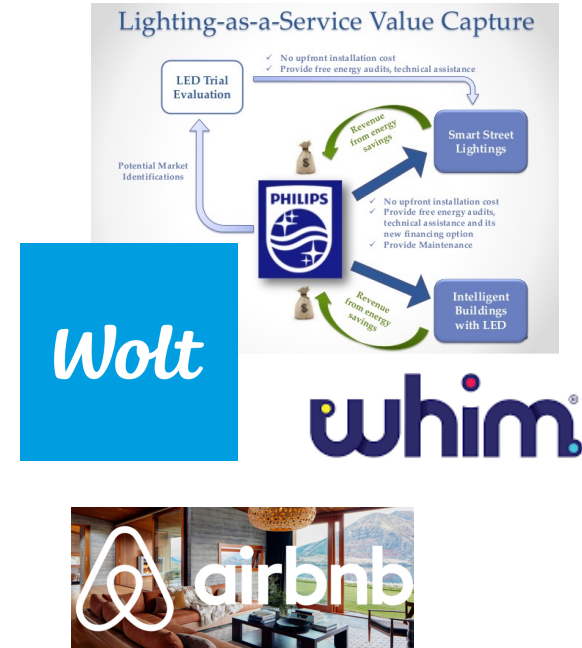 Lighting-as-a-Service Value Capture
✓ No upfront installation cost
✓ Provide free energy audits, technical assistance
LED Trial
Evaluation
Revenue
from energy
savings
Smart Street
Lightings
Potential Market
Identifications
$
PHILIPS
✓ No upfront installation cost
✓ Provide free energy audits,
technical assistance and its
new financing option
✓ Provide Maintenance
$
Revenue
from energy
savings
Intelligent
Buildings
with LED
Wolt
whim®
airbnb